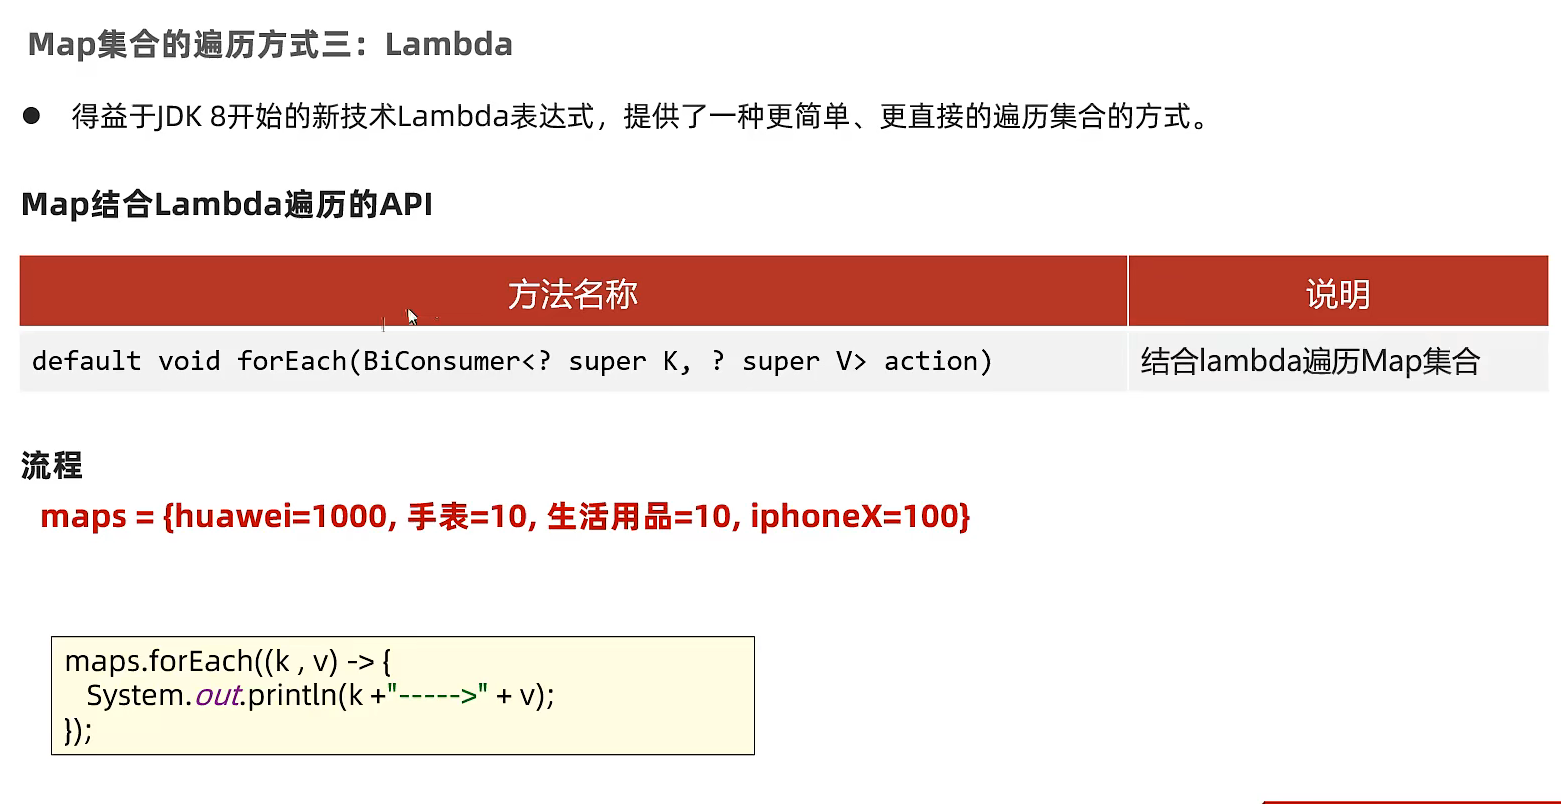 Map集合的遍历方式三：Lambda
● 得益于JDK 8开始的新技术Lambda表达式，提供了一种更简单、更直接的遍历集合的方式。
Map结合Lambda遍历的API
方法名称 说明
default void forEach(BiConsumer<? super K, ? super V> action) 结合lambda遍历Map集合
流程
maps = {huawei=1000, 手表=10, 生活用品=10, iphoneX=100}
maps.forEach((k , v) -> {
System.out.println(k +"----->" + v);
});